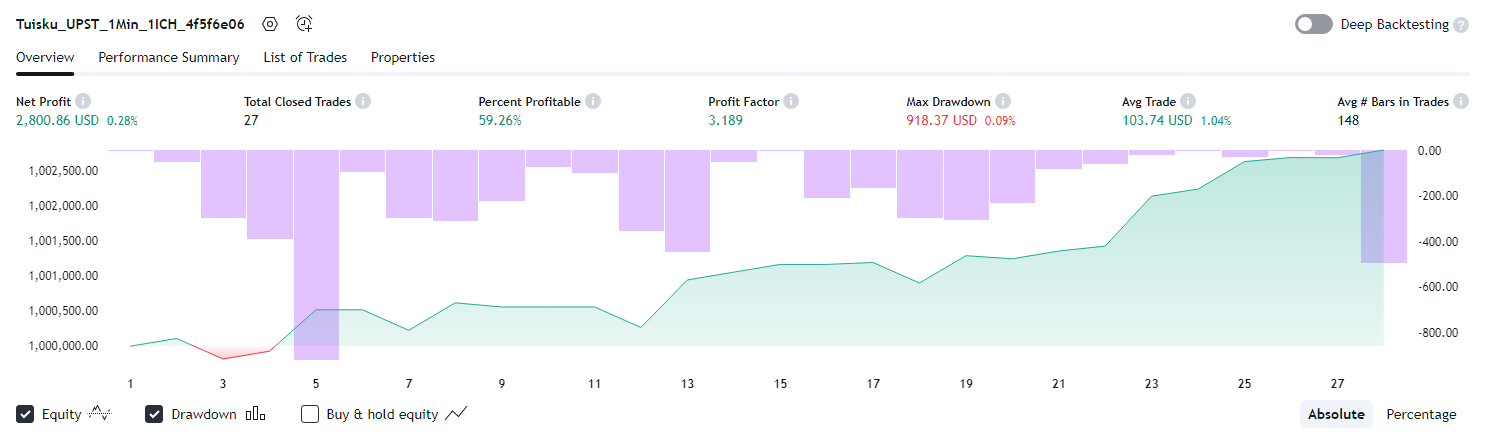 Tuisku_UPST_1Min_1ICH_4f5f6e06
Deep Backtesting ?
Overview Performance Summary List of Trades Properties
Net Profit i Total Closed Trades i Percent Profitable i Profit Factor i Max Drawdown i Avg Trade i Avg # Bars in Trades i
2,800.86 USD 0.28% 27 59.26% 3.189 918.37 USD 0.09% 103.74 USD 1.04% 148
1,002,500.00
1,002,000.00
1,001,500.00
1,001,000.00
1,000,500.00
1,000,000.00
0.00
-200.00
-400.00
-600.00
-800.00
1 3 5 7 9 11 13 15 17 19 21 23 25 27
Equity Drawdown Buy & hold equity Absolute Percentage